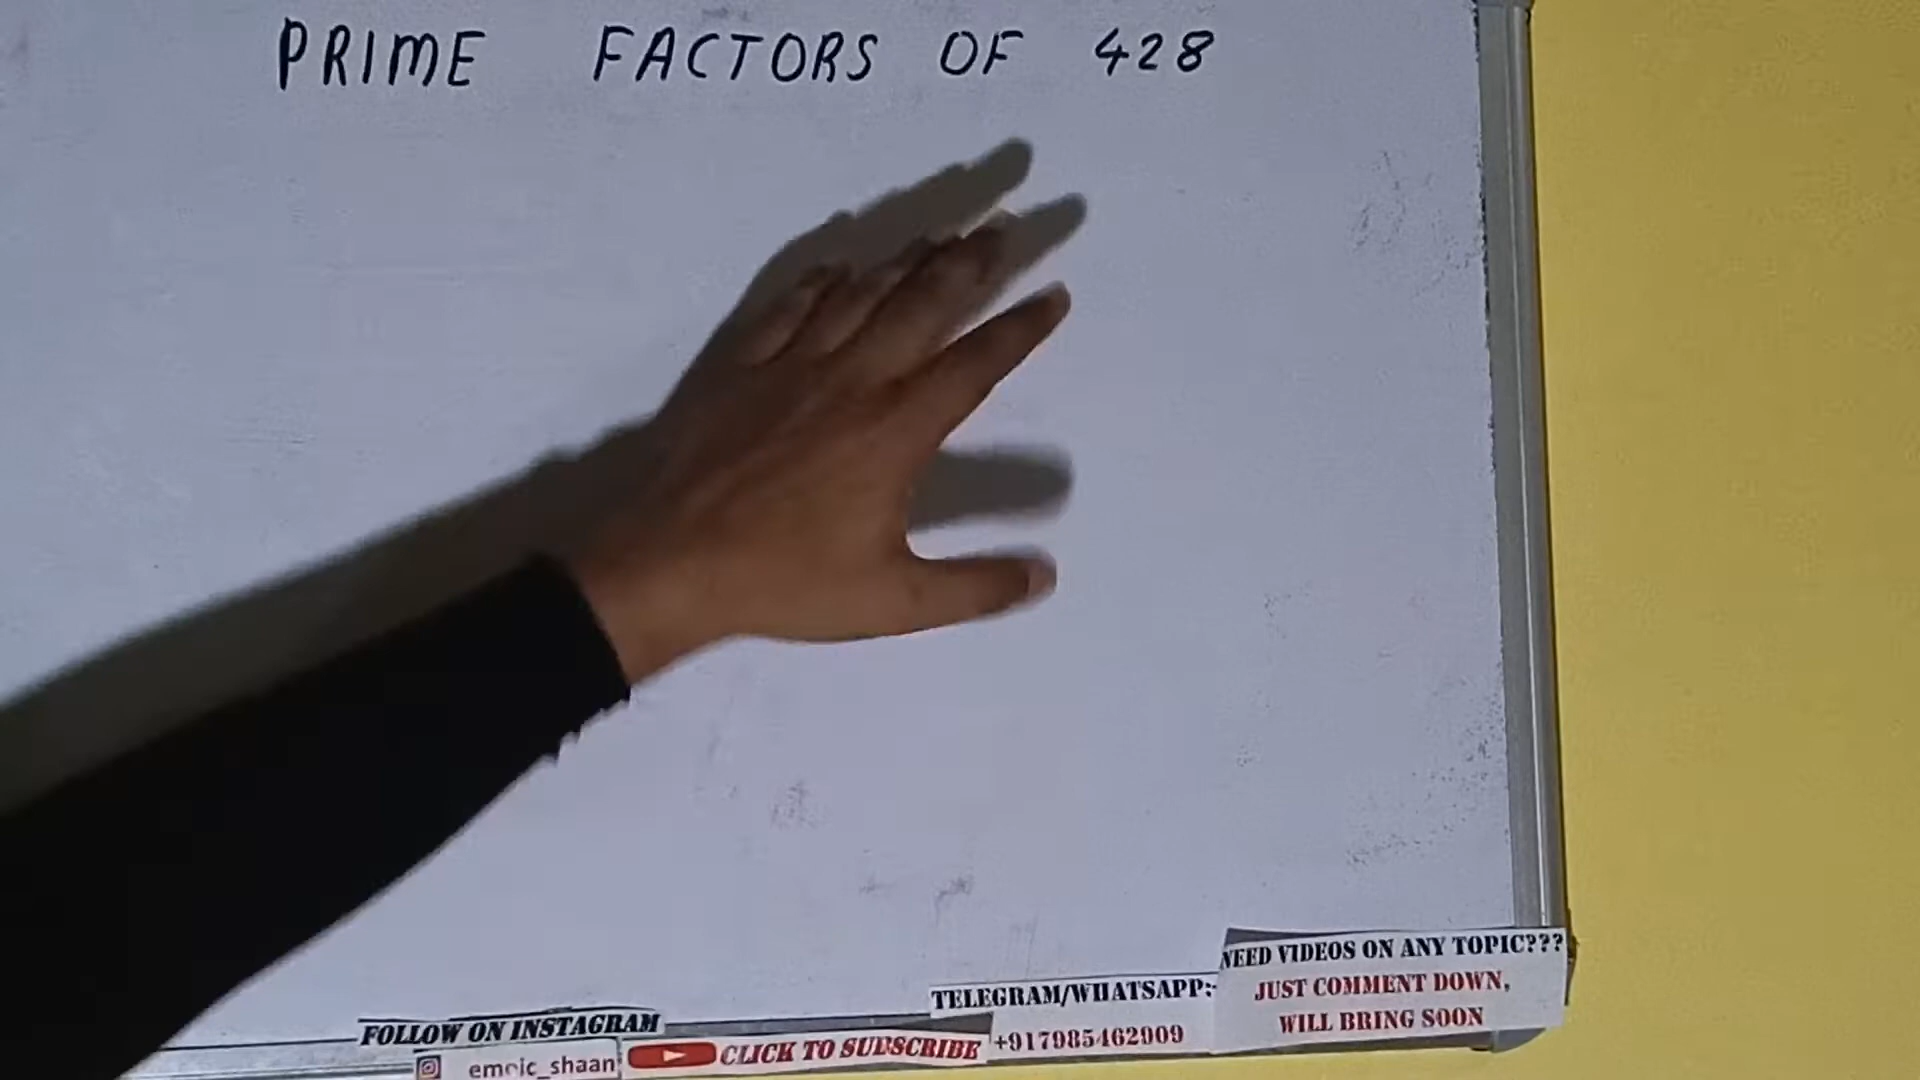 PRIME FACTORS OF 428
NEED VIDEOS ON ANY TOPIC???
JUST COMMENT DOWN,
WILL BRING SOON
TELEGRAM/WHATSAPP:-
+917985462909
FOLLOW ON INSTAGRAM
emoic_shaan
CLICK TO SUBSCRIBE